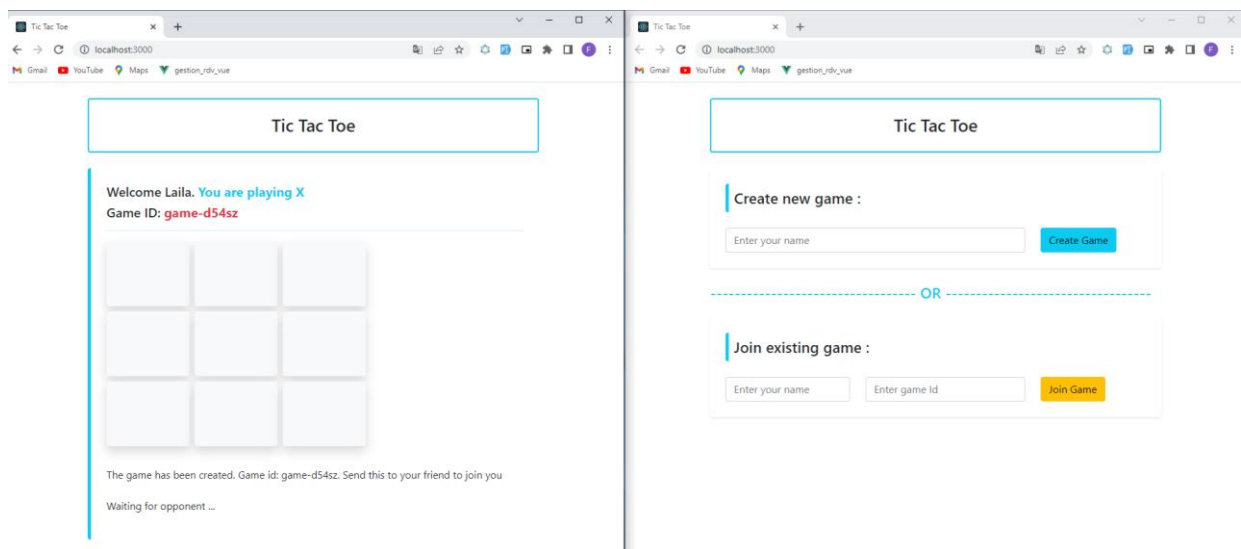 Tic Tac Toe
localhost:3000
Gmail YouTube Maps gestion_rdv_vue
Tic Tac Toe
Welcome Laila. You are playing X
Game ID: game-d54sz
The game has been created. Game id: game-d54sz. Send this to your friend to join you
Waiting for opponent ...
Tic Tac Toe
localhost:3000
Gmail YouTube Maps gestion_rdv_vue
Tic Tac Toe
Create new game :
Enter your name Create Game
OR
Join existing game :
Enter your name Enter game Id Join Game